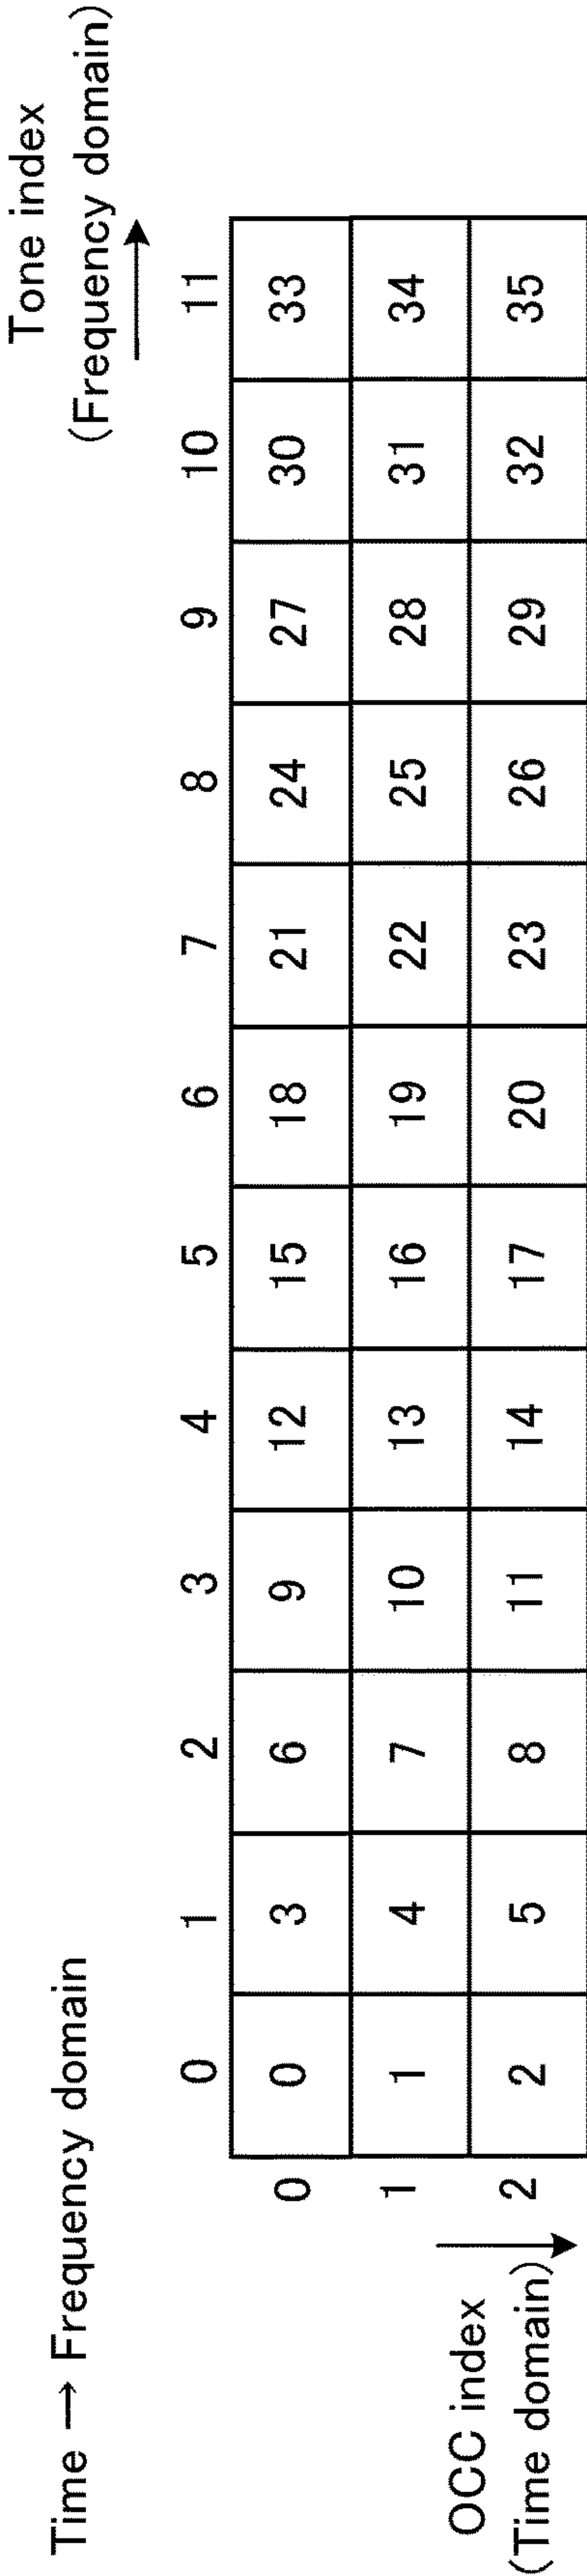 Time → Frequency domain
Tone index
(Frequency domain)
0 1 2 3 4 5 6 7 8 9 10 11
0 0 3 6 9 12 15 18 21 24 27 30 33
1 1 4 7 10 13 16 19 22 25 28 31 34
2 2 5 8 11 14 17 20 23 26 29 32 35
OCC index
(Time domain)